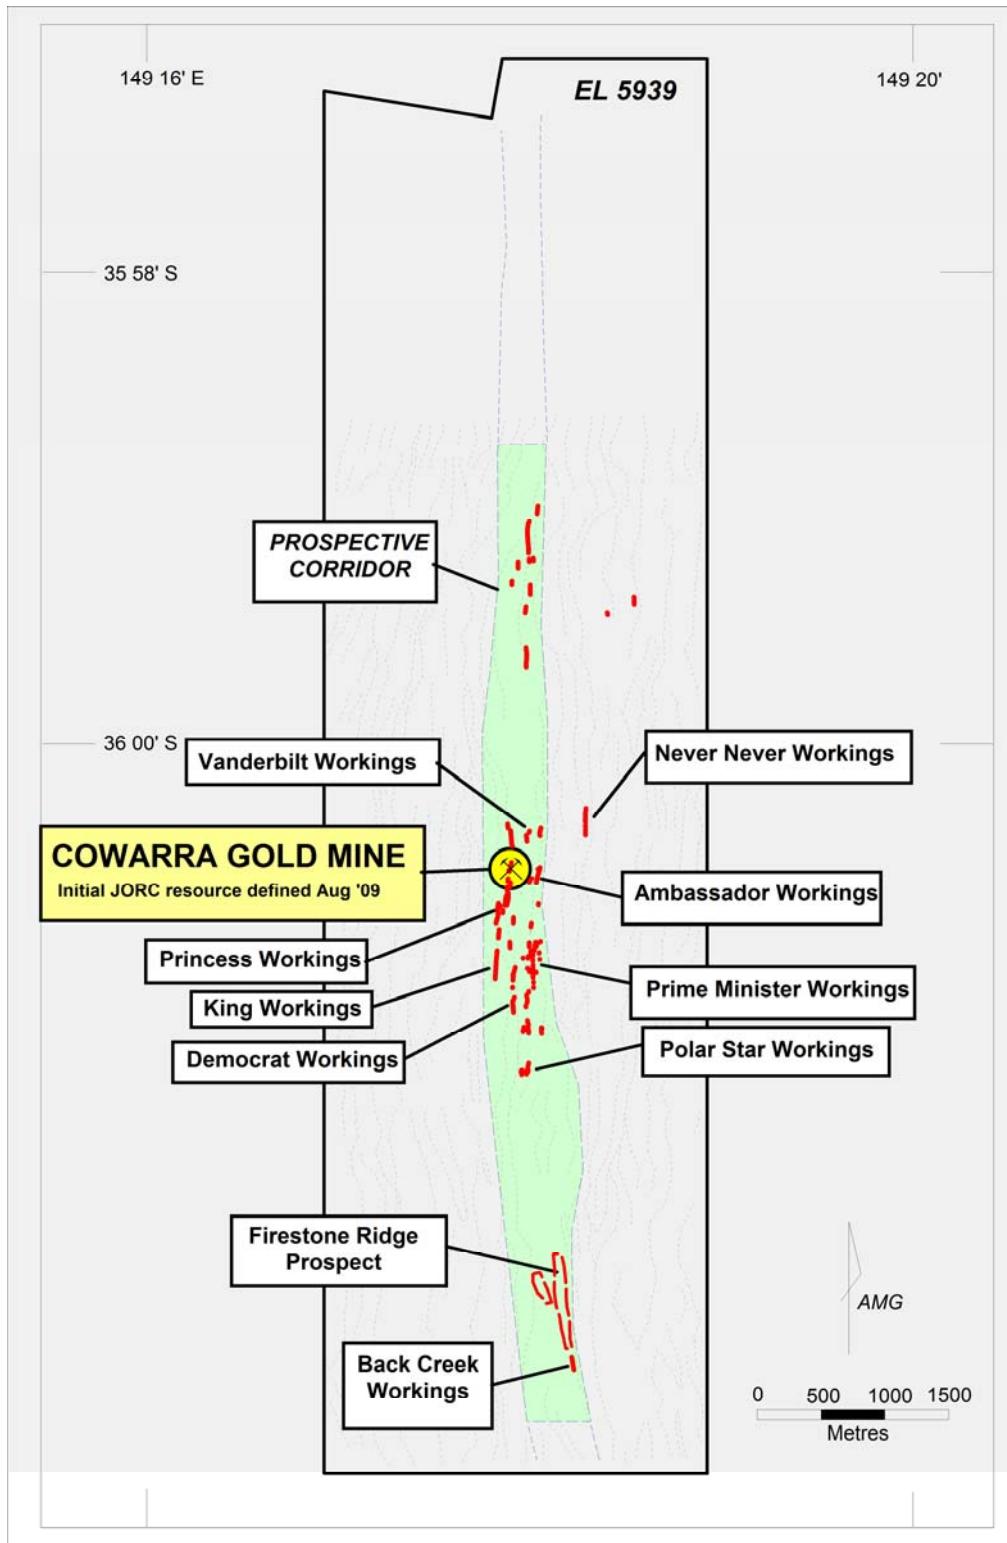 149 16' E
149 20'
EL 5939
35 58' S
PROSPECTIVE
CORRIDOR
36 00' S
Vanderbilt Workings
Never Never Workings
COWARRA GOLD MINE
Initial JORC resource defined Aug '09
Ambassador Workings
Princess Workings
Prime Minister Workings
King Workings
Democrat Workings
Polar Star Workings
Firestone Ridge
Prospect
AMG
Back Creek
Workings
0 500 1000 1500
Metres